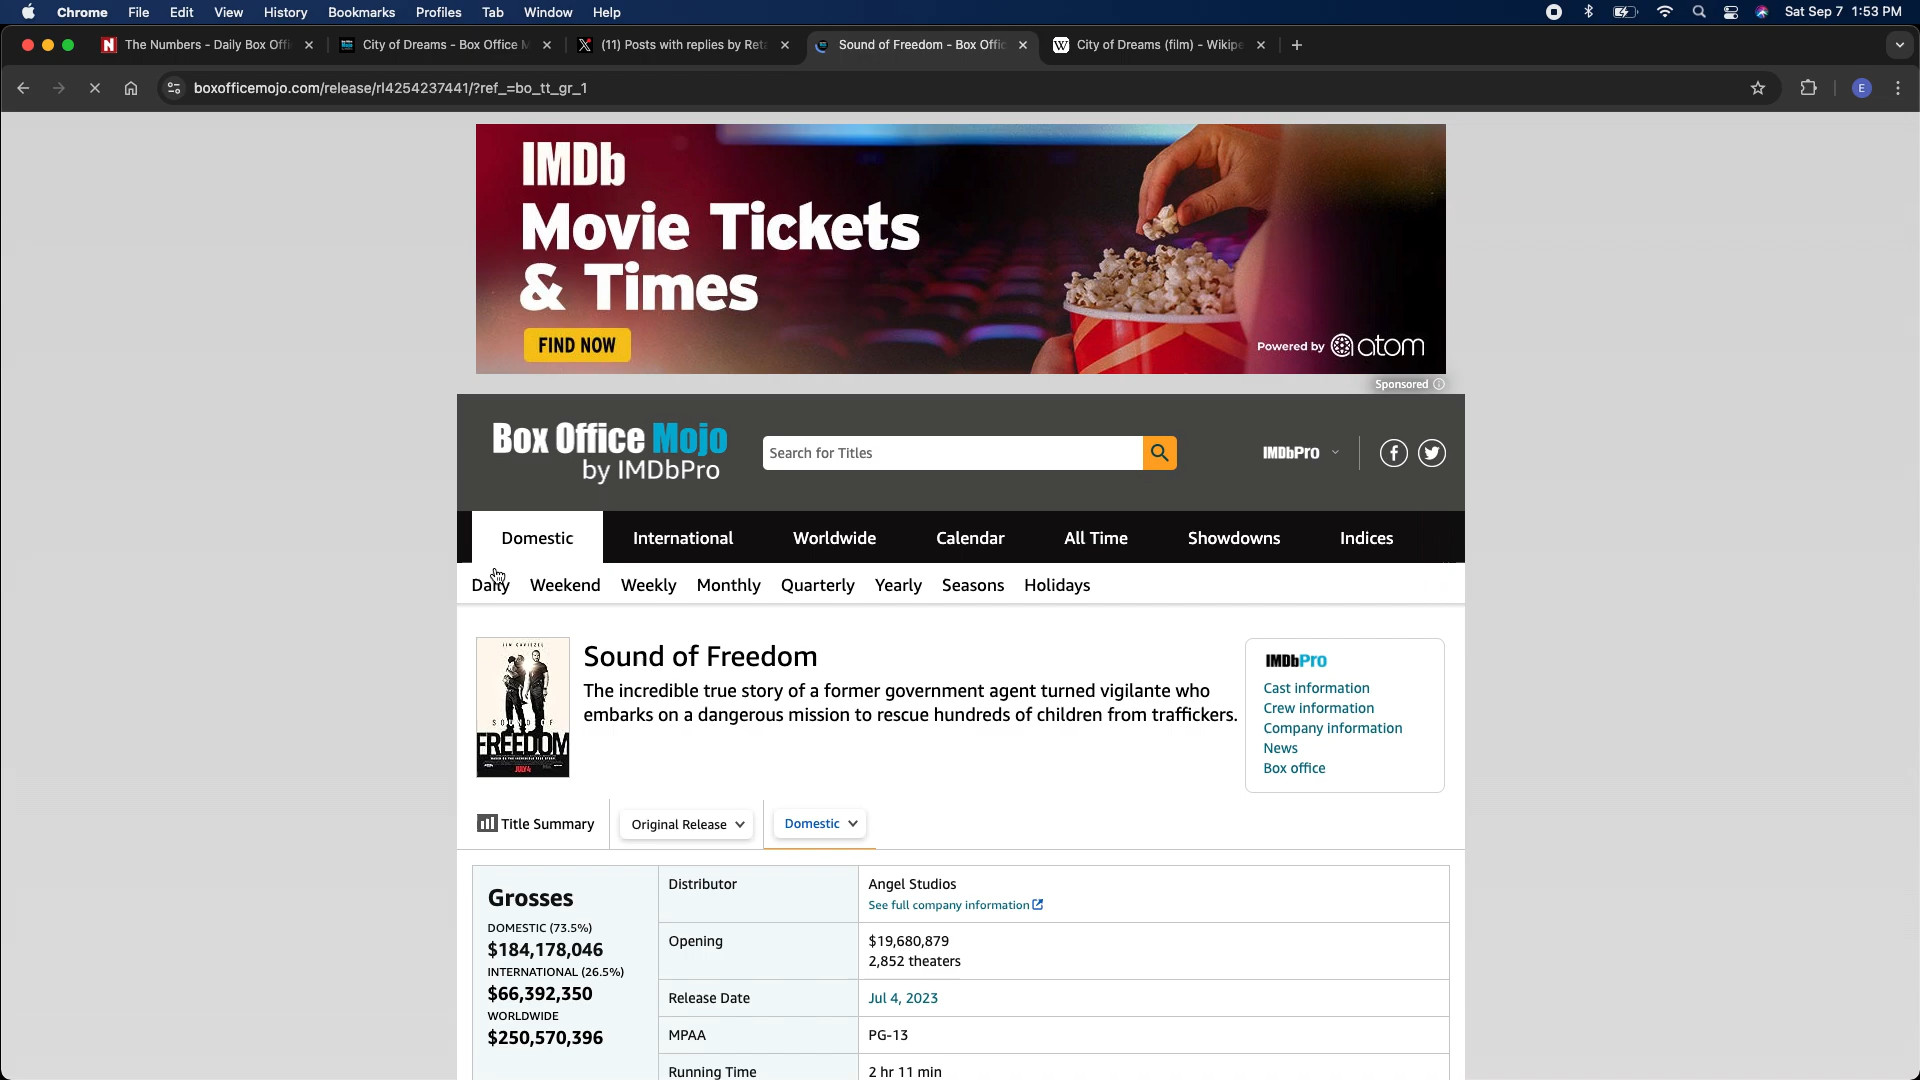 Chrome File Edit View History Bookmarks Profiles Tab Window Help Sat Sep 7 1:53 PM
The Numbers - Daily Box Offi City of Dreams - Box Office M (11) Posts with replies by Reta Sound of Freedom - Box Offic City of Dreams (film) - Wikipe
boxofficemojo.com/release/rl4254237441/?ref_=bo_tt_gr_1 E
IMDb
Movie Tickets
& Times
FIND NOW
Powered by atom
Sponsored
Box Office Mojo
by IMDbPro
Search for Titles
IMDbPro
Domestic International Worldwide Calendar All Time Showdowns Indices
Daily Weekend Weekly Monthly Quarterly Yearly Seasons Holidays
JIM CAVIEZEL
SOUND OF
FREEDOM
JULY 4
Sound of Freedom
The incredible true story of a former government agent turned vigilante who
embarks on a dangerous mission to rescue hundreds of children from traffickers.
IMDbPro
Cast information
Crew information
Company information
News
Box office
Title Summary Original Release Domestic
Grosses
DOMESTIC (73.5%)
$184,178,046
INTERNATIONAL (26.5%)
$66,392,350
WORLDWIDE
$250,570,396
Distributor Angel Studios
See full company information
Opening $19,680,879
2,852 theaters
Release Date Jul 4, 2023
MPAA PG-13
Running Time 2 hr 11 min